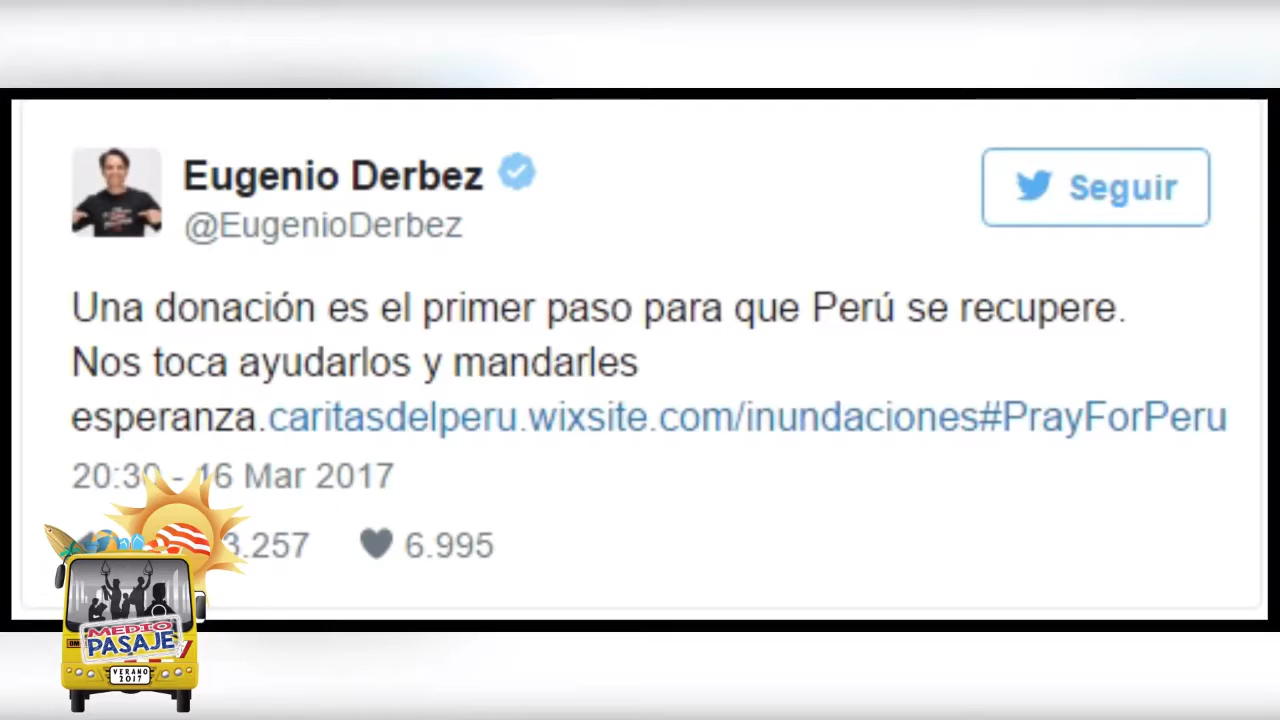 Eugenio Derbez
@EugenioDerbez
Seguir
Una donación es el primer paso para que Perú se recupere.
Nos toca ayudarlos y mandarles
esperanza.caritasdelperu.wixsite.com/inundaciones#PrayForPeru
20:30 - 16 Mar 2017
3.257 6.995
MEDIO
PASAJE
VERANO
2017